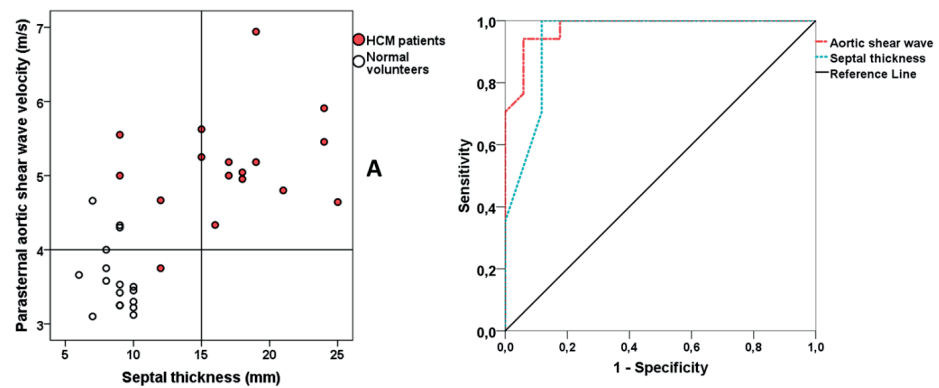 Parasternal aortic shear wave velocity (m/s)
7
6
5
4
3
5
10
15
20
25
Septal thickness (mm)
HCM patients
Normal
volunteers
A
Sensitivity
1,0
0,8
0,6
0,4
0,2
0,0
0,0
0,2
0,4
0,6
0,8
1,0
1 - Specificity
Aortic shear wave
Septal thickness
Reference Line